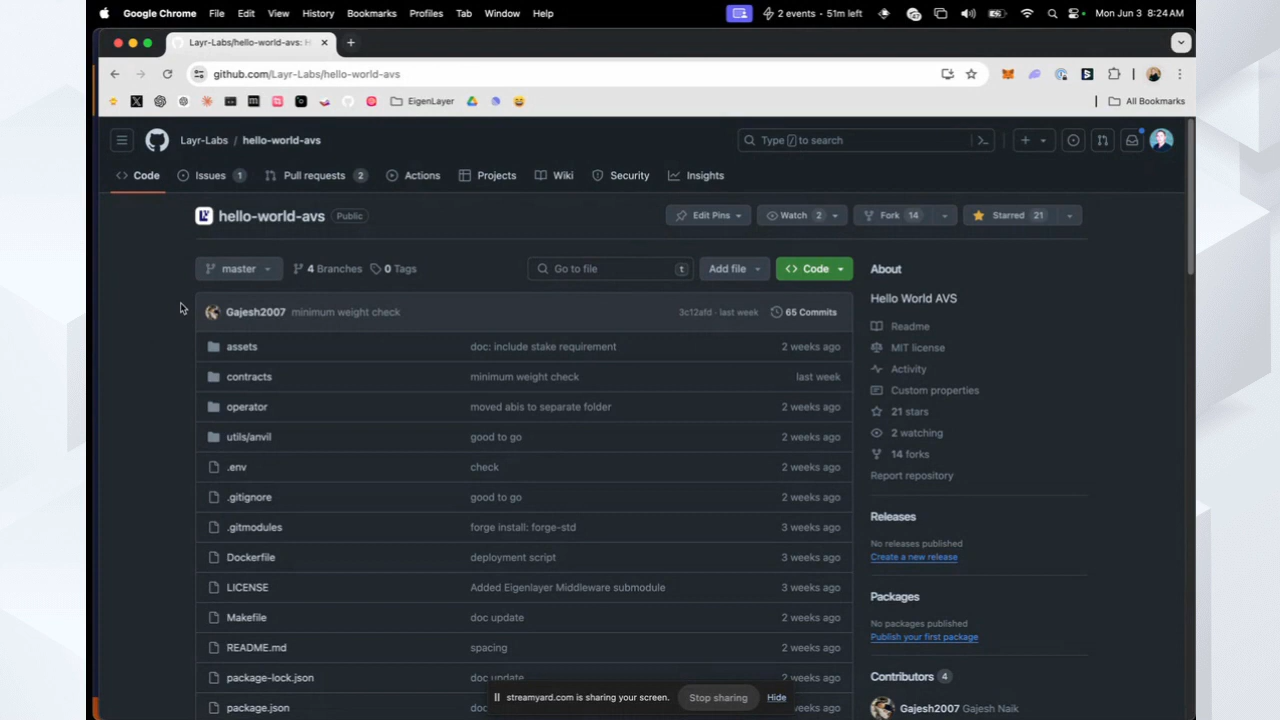 Google Chrome File Edit View History Bookmarks Profiles Tab Window Help 2 events - 51m left Mon Jun 3 8:24 AM
Layr-Labs/hello-world-avs: H
github.com/Layr-Labs/hello-world-avs
EigenLayer All Bookmarks
Layr-Labs / hello-world-avs Type / to search
Code Issues 1 Pull requests 2 Actions Projects Wiki Security Insights
hello-world-avs Public Edit Pins Watch 2 Fork 14 Starred 21
master 4 Branches 0 Tags Go to file t Add file <> Code
About
Hello World AVS
Gajesh2007 minimum weight check 3c12afd · last week 65 Commits
Readme
assets doc: include stake requirement 2 weeks ago
MIT license
Activity
contracts minimum weight check last week
Custom properties
operator moved abis to separate folder 2 weeks ago
21 stars
2 watching
utils/anvil good to go 2 weeks ago
14 forks
.env check 2 weeks ago
Report repository
.gitignore good to go 2 weeks ago
Releases
.gitmodules forge install: forge-std 3 weeks ago
No releases published
Create a new release
Dockerfile deployment script 3 weeks ago
LICENSE Added Eigenlayer Middleware submodule 3 weeks ago
Packages
Makefile doc update 2 weeks ago
No packages published
Publish your first package
README.md spacing 2 weeks ago
package-lock.json doc update 2 weeks ago
Contributors 4
streamyard.com is sharing your screen. Stop sharing Hide
package.json doc 2 weeks ago
Gajesh2007 Gajesh Naik